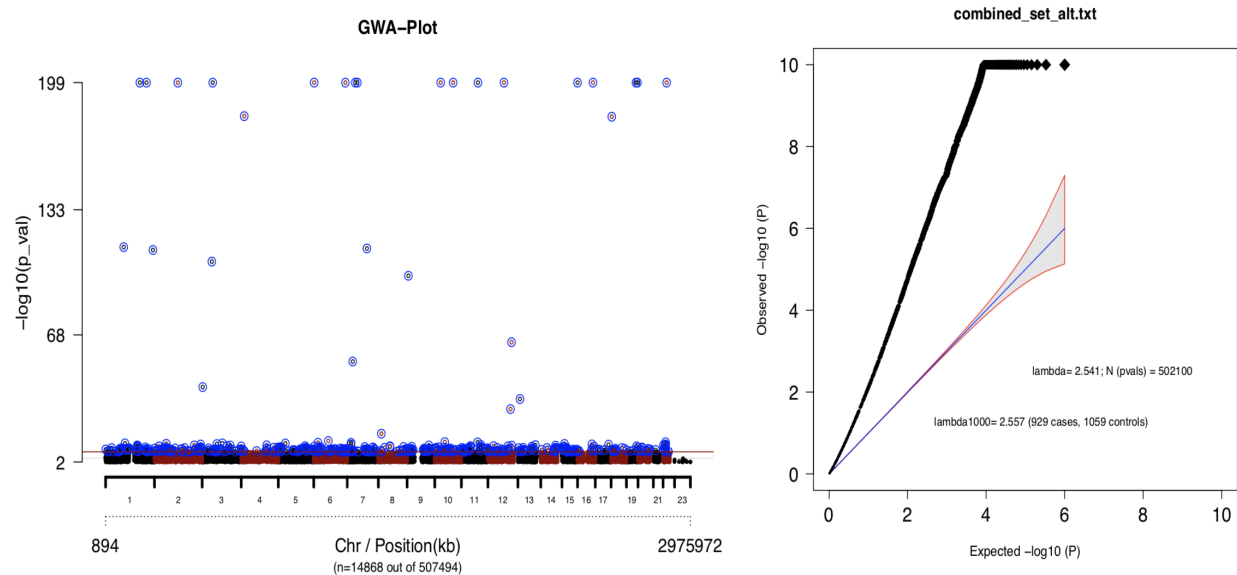 GWA−Plot
199
133
68
2
−log10(p_val)
1 2 3 4 5 6 7 8 9 10 11 12 13 14 15 16 17 19 21 23
894 Chr / Position(kb) 2975972
(n=14868 out of 507494)
combined_set_alt.txt
10
8
6
4
2
0
Observed −log10 (P)
lambda= 2.541; N (pvals) = 502100
lambda1000= 2.557 (929 cases, 1059 controls)
0 2 4 6 8 10
Expected −log10 (P)